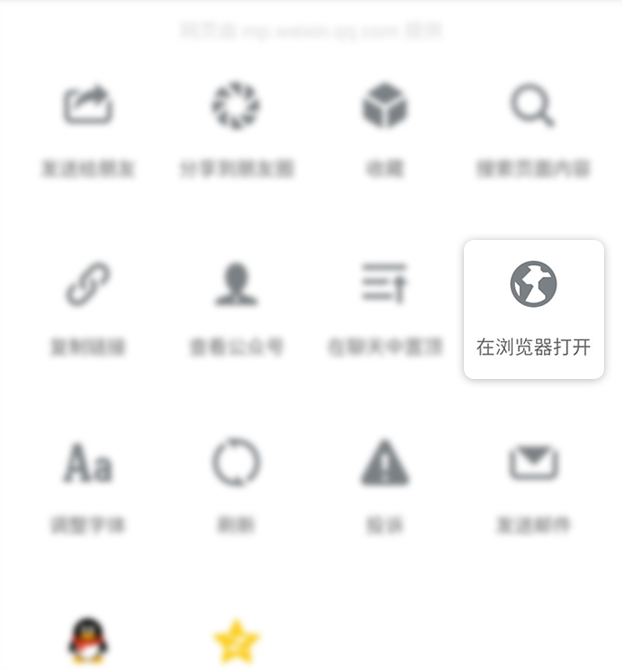 网页由 mp.weixin.qq.com 提供
发送给朋友
分享到朋友圈
收藏
搜索页面内容
复制链接
查看公众号
在聊天中置顶
在浏览器打开
Aa
调整字体
刷新
投诉
发送邮件